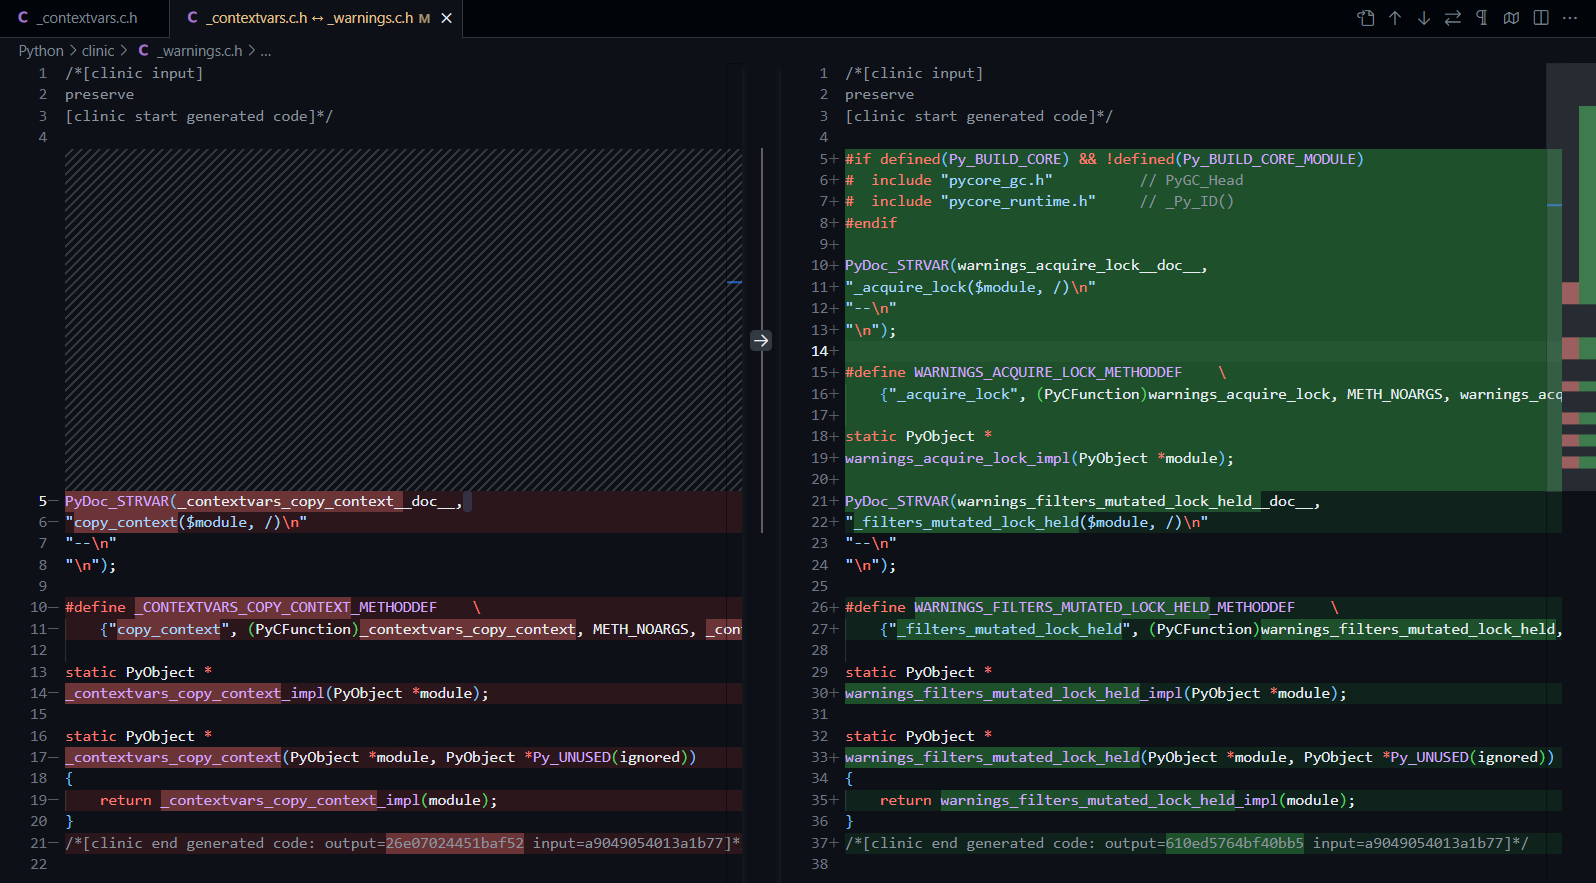 C _contextvars.c.h
C _contextvars.c.h ↔ _warnings.c.h M ×
Python > clinic > C _warnings.c.h > ...
1 /*[clinic input]
2 preserve
3 [clinic start generated code]*/
4
5− PyDoc_STRVAR(_contextvars_copy_context__doc__,
6− "copy_context($module, /)\n"
7 "--\n"
8 "\n");
9
10− #define _CONTEXTVARS_COPY_CONTEXT_METHODDEF \
11− {"copy_context", (PyCFunction)_contextvars_copy_context, METH_NOARGS, _cont
12
13 static PyObject *
14− _contextvars_copy_context_impl(PyObject *module);
15
16 static PyObject *
17− _contextvars_copy_context(PyObject *module, PyObject *Py_UNUSED(ignored))
18 {
19− return _contextvars_copy_context_impl(module);
20 }
21− /*[clinic end generated code: output=26e07024451baf52 input=a9049054013a1b77]*
22
1 /*[clinic input]
2 preserve
3 [clinic start generated code]*/
4
5+ #if defined(Py_BUILD_CORE) && !defined(Py_BUILD_CORE_MODULE)
6+ #  include "pycore_gc.h" // PyGC_Head
7+ #  include "pycore_runtime.h" // _Py_ID()
8+ #endif
9+
10+ PyDoc_STRVAR(warnings_acquire_lock__doc__,
11+ "_acquire_lock($module, /)\n"
12+ "--\n"
13+ "\n");
14+
15+ #define WARNINGS_ACQUIRE_LOCK_METHODDEF \
16+ {"_acquire_lock", (PyCFunction)warnings_acquire_lock, METH_NOARGS, warnings_acq
17+
18+ static PyObject *
19+ warnings_acquire_lock_impl(PyObject *module);
20+
21+ PyDoc_STRVAR(warnings_filters_mutated_lock_held__doc__,
22+ "_filters_mutated_lock_held($module, /)\n"
23 "--\n"
24 "\n");
25
26+ #define WARNINGS_FILTERS_MUTATED_LOCK_HELD_METHODDEF \
27+ {"_filters_mutated_lock_held", (PyCFunction)warnings_filters_mutated_lock_held,
28
29 static PyObject *
30+ warnings_filters_mutated_lock_held_impl(PyObject *module);
31
32 static PyObject *
33+ warnings_filters_mutated_lock_held(PyObject *module, PyObject *Py_UNUSED(ignored))
34 {
35+ return warnings_filters_mutated_lock_held_impl(module);
36 }
37+ /*[clinic end generated code: output=610ed5764bf40bb5 input=a9049054013a1b77]*/
38